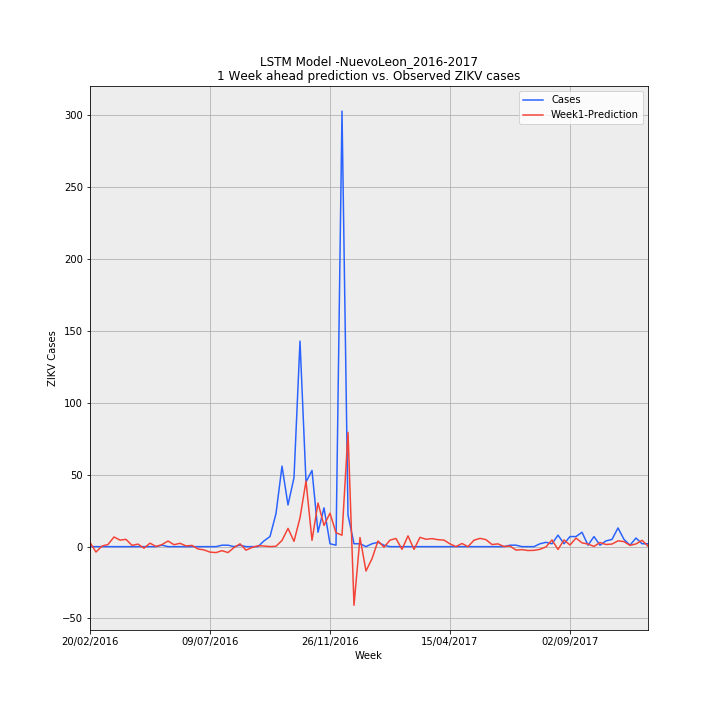 LSTM Model -NuevoLeon_2016-2017
1 Week ahead prediction vs. Observed ZIKV cases
Cases
Week1-Prediction
300
250
200
150
100
50
0
−50
ZIKV Cases
20/02/2016 09/07/2016 26/11/2016 15/04/2017 02/09/2017
Week